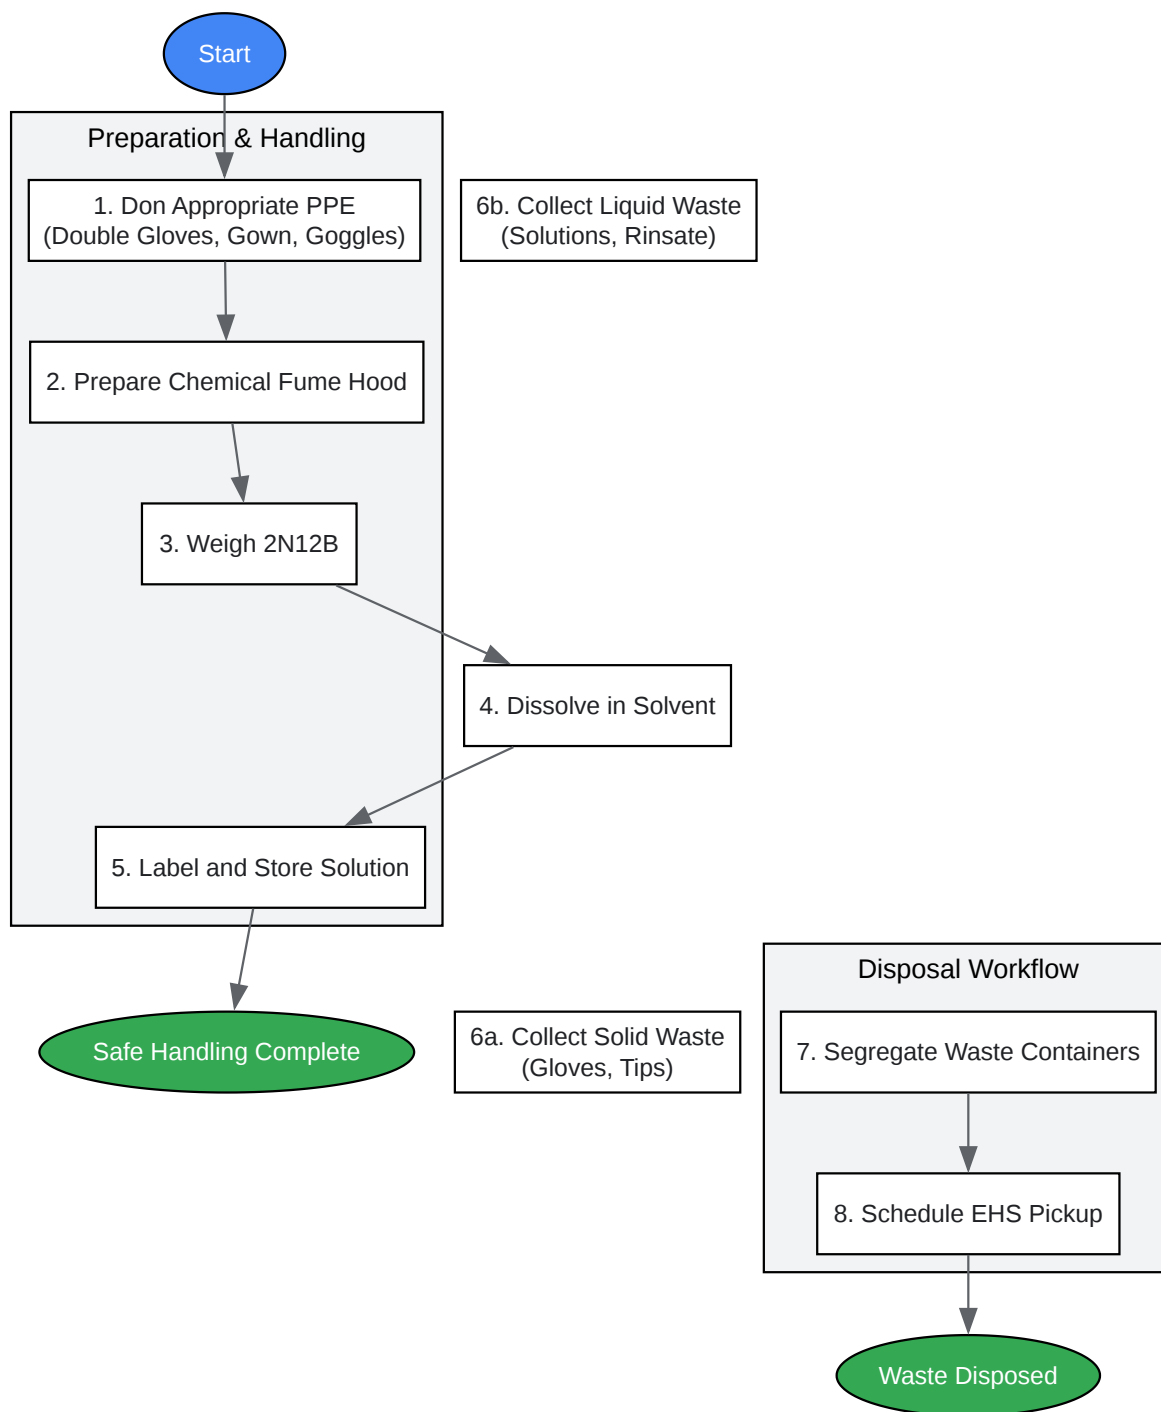 Start
Preparation & Handling
1. Don Appropriate PPE
(Double Gloves, Gown, Goggles)
6b. Collect Liquid Waste
(Solutions, Rinsate)
2. Prepare Chemical Fume Hood
3. Weigh 2N12B
4. Dissolve in Solvent
5. Label and Store Solution
Safe Handling Complete
6a. Collect Solid Waste
(Gloves, Tips)
Disposal Workflow
7. Segregate Waste Containers
8. Schedule EHS Pickup
Waste Disposed